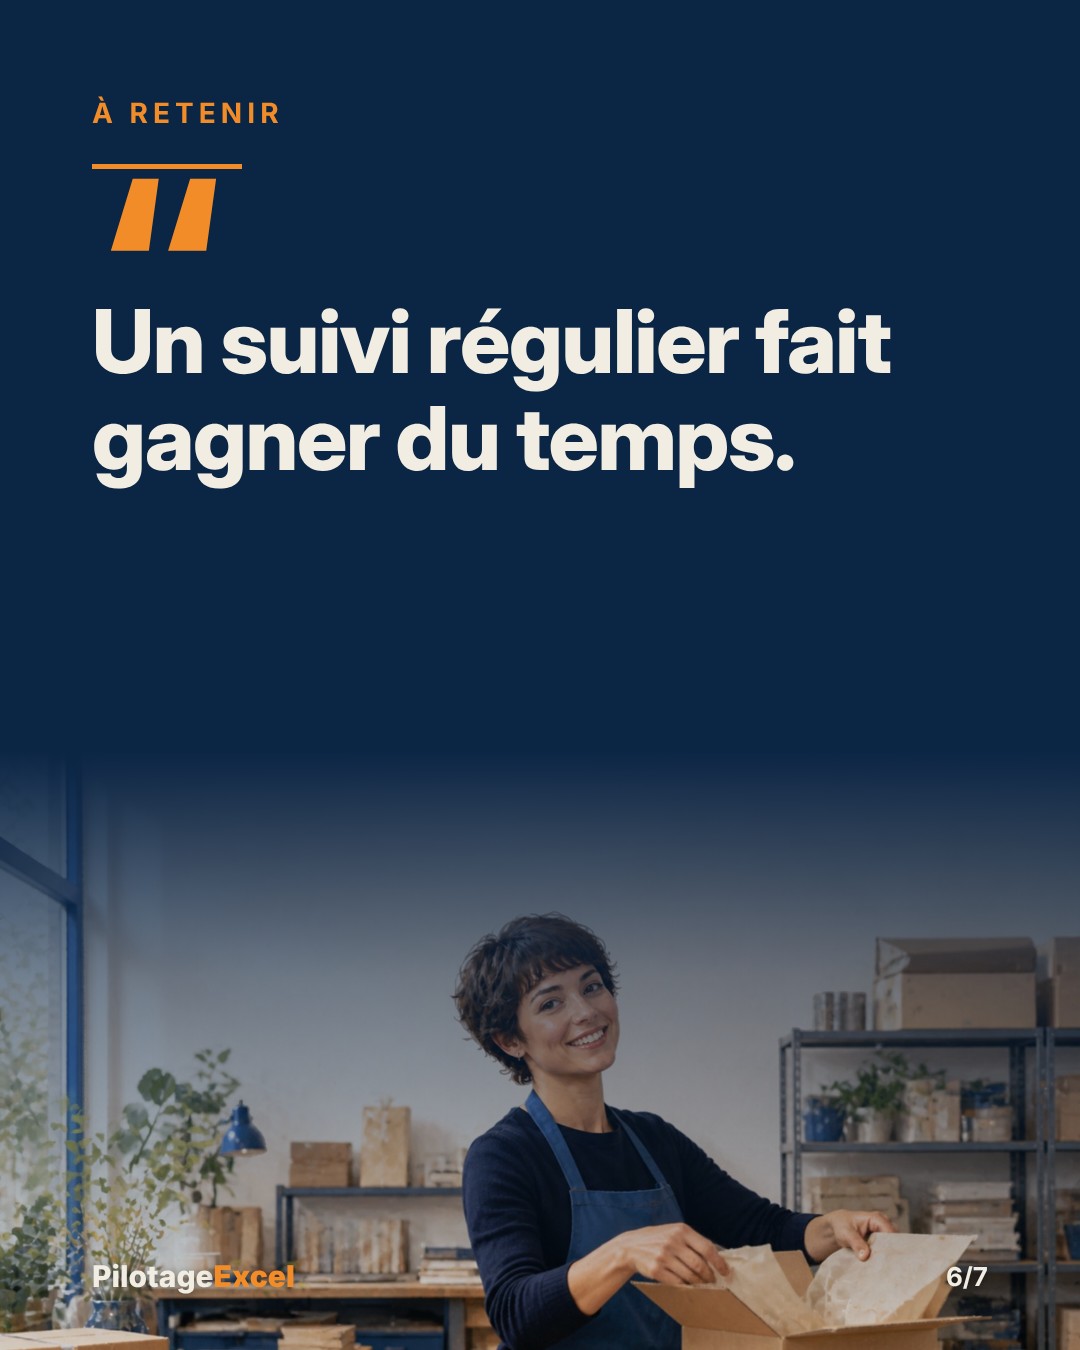 À RETENIR
"
Un suivi régulier fait
gagner du temps.
PilotageExcel
6/7